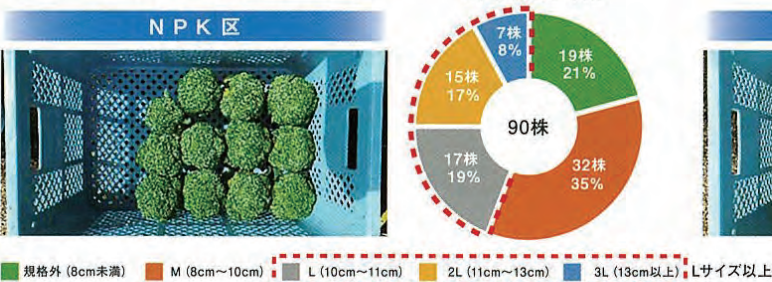 NPK区
7株
8%
19株
21%
15株
17%
90株
17株
19%
32株
35%
規格外 (8cm未満)
M (8cm~10cm)
L (10cm~11cm)
2L (11cm~13cm)
3L (13cm以上)
Lサイズ以上